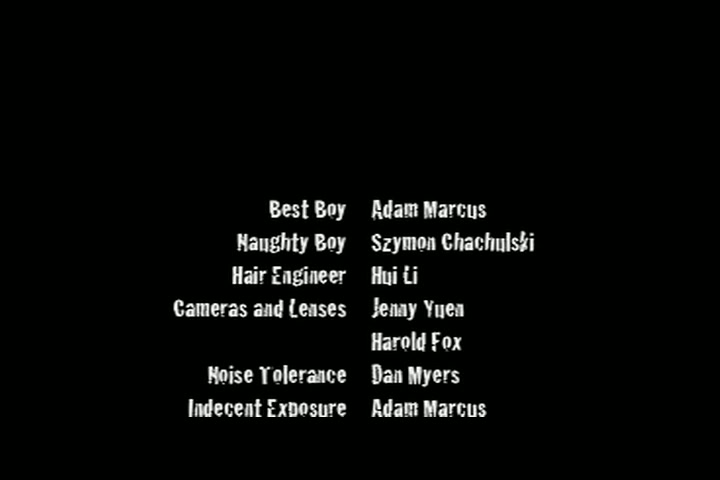 Best Boy Adam Marcus
Naughty Boy Szymon Chachulski
Hair Engineer Hui Li
Cameras and Lenses Jenny Yuen
Harold Fox
Noise Tolerance Dan Myers
Indecent Exposure Adam Marcus